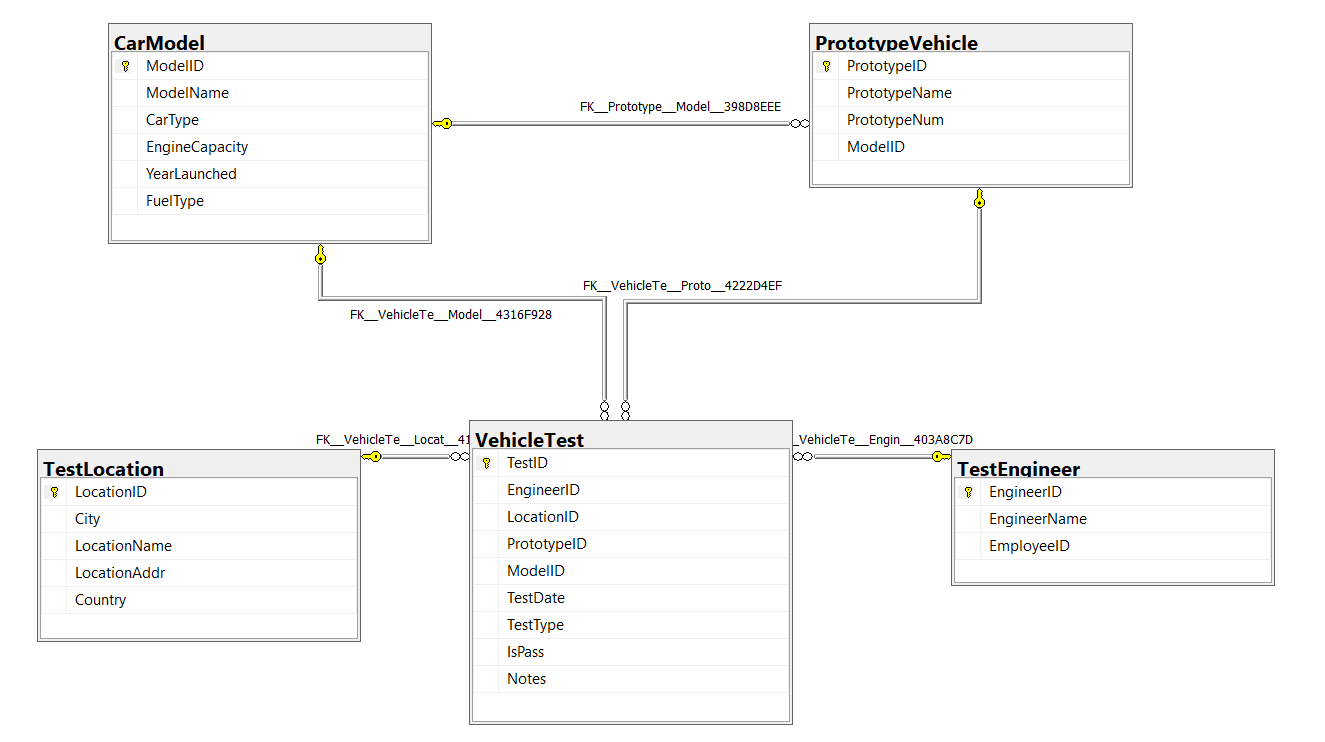 CarModel
ModelID
ModelName
CarType
EngineCapacity
YearLaunched
FuelType
FK__Prototype__Model__398D8EEE
PrototypeVehicle
PrototypeID
PrototypeName
PrototypeNum
ModelID
FK__VehicleTe__Proto__4222D4EF
FK__VehicleTe__Model__4316F928
FK__VehicleTe__Locat__41
_VehicleTe__Engin__403A8C7D
TestLocation
LocationID
City
LocationName
LocationAddr
Country
VehicleTest
TestID
EngineerID
LocationID
PrototypeID
ModelID
TestDate
TestType
IsPass
Notes
TestEngineer
EngineerID
EngineerName
EmployeeID